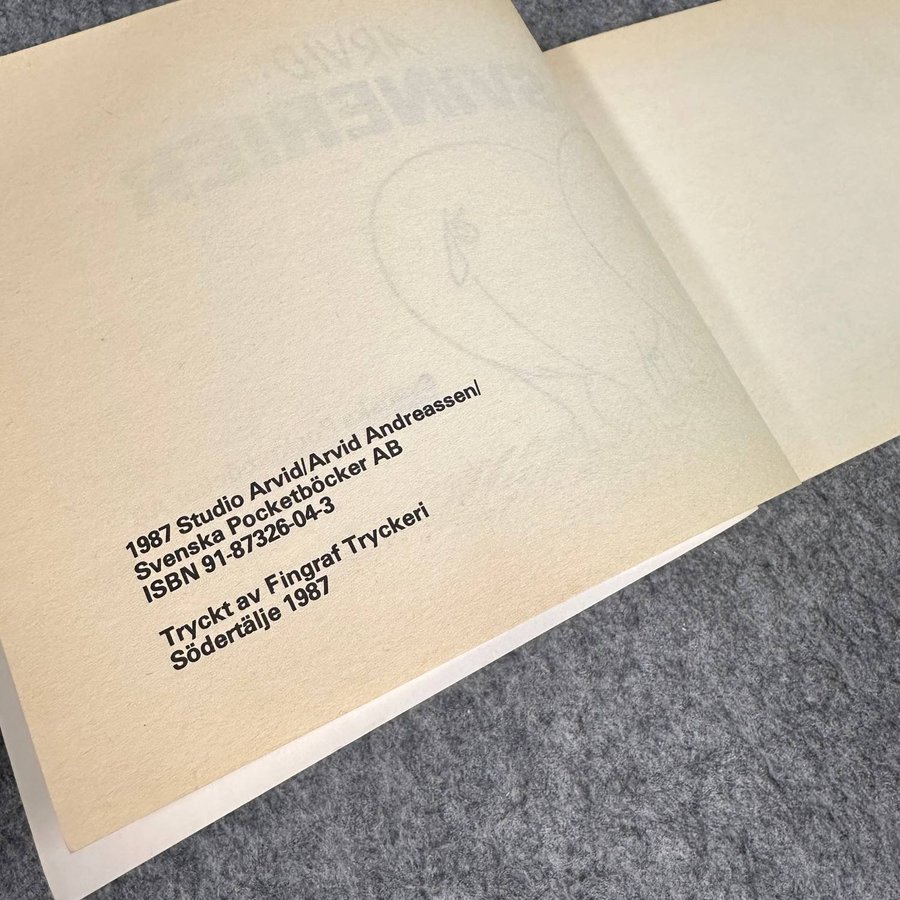 1987 Studio Arvid/Arvid Andreassen/
Svenska Pocketböcker AB
ISBN 91-87326-04-3
Tryckt av Fingraf Tryckeri
Södertälje 1987